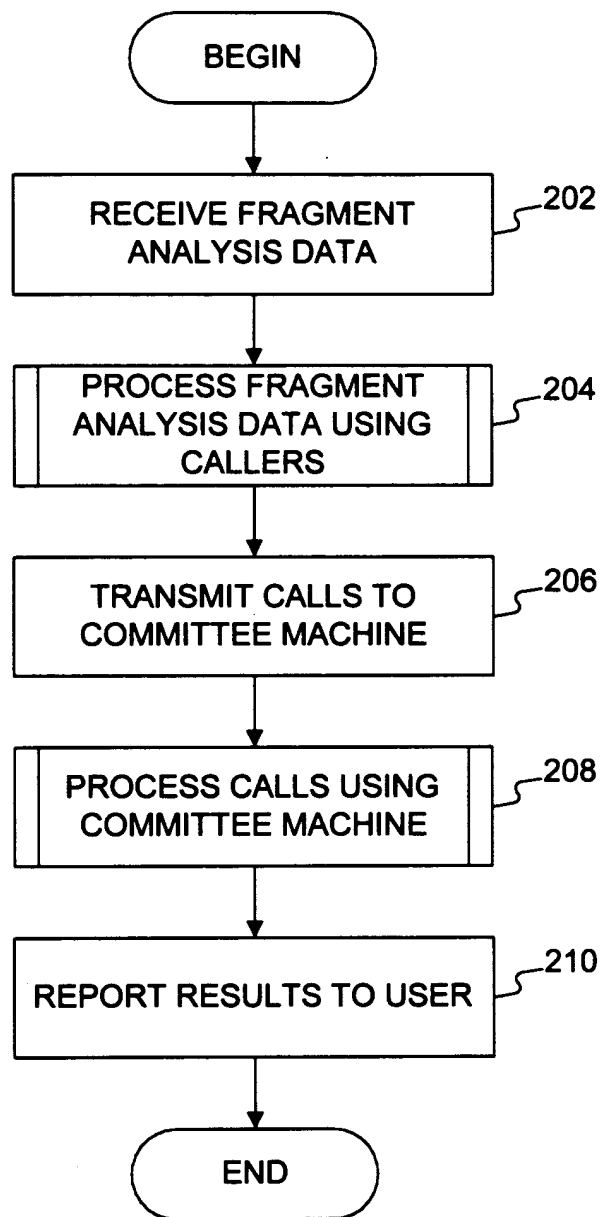 BEGIN
RECEIVE FRAGMENT
ANALYSIS DATA
202
PROCESS FRAGMENT
ANALYSIS DATA USING
CALLERS
204
TRANSMIT CALLS TO
COMMITTEE MACHINE
206
PROCESS CALLS USING
COMMITTEE MACHINE
208
REPORT RESULTS TO USER
210
END